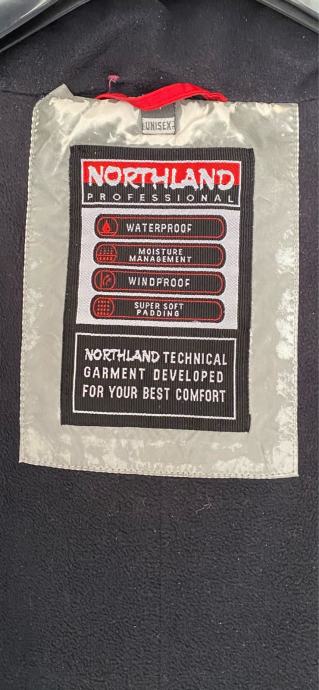 UNISEX
NORTHLAND
PROFESSIONAL
WATERPROOF
MOISTURE
MANAGEMENT
WINDPROOF
SUPER SOFT
PADDING
NORTHLAND TECHNICAL
GARMENT DEVELOPED
FOR YOUR BEST COMFORT